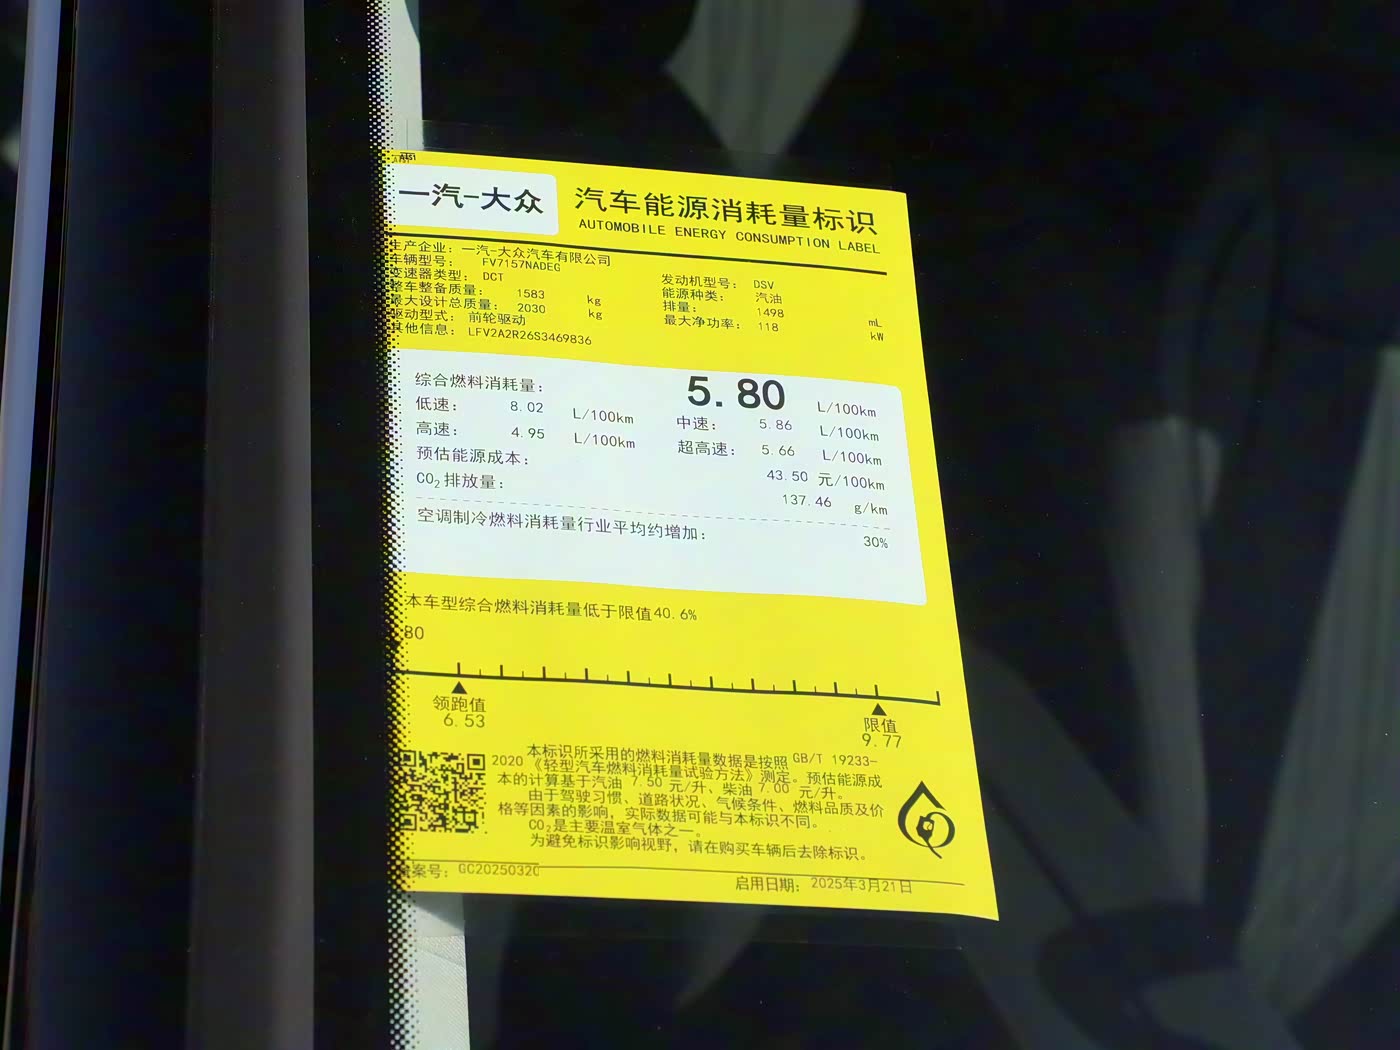 一汽-大众
汽车能源消耗量标识
AUTOMOBILE ENERGY CONSUMPTION LABEL
生产企业：一汽-大众汽车有限公司
车辆型号： FV7157NADEG
变速器类型： DCT
整车整备质量： 1583 kg
最大设计总质量： 2030 kg
驱动型式： 前轮驱动
其他信息： LFV2A2R26S3469836
发动机型号： DSV
能源种类： 汽油
排量： 1498 mL
最大净功率： 118 kW
综合燃料消耗量： 5.80 L/100km
低速： 8.02 L/100km 中速： 5.86 L/100km
高速： 4.95 L/100km 超高速： 5.66 L/100km
预估能源成本： 43.50 元/100km
CO₂排放量： 137.46 g/km
空调制冷燃料消耗量行业平均约增加： 30%
本车型综合燃料消耗量低于限值40.6%
80
领跑值 限值
6.53 9.77
本标识所采用的燃料消耗量数据是按照 GB/T 19233-
2020 《轻型汽车燃料消耗量试验方法》测定。预估能源成
本的计算基于汽油 7.50 元/升、柴油 7.00 元/升。
由于驾驶习惯、道路状况、气候条件、燃料品质及价
格等因素的影响，实际数据可能与本标识不同。
CO₂是主要温室气体之一。
为避免标识影响视野，请在购买车辆后去除标识。
备案号： GC20250320
启用日期： 2025年3月21日